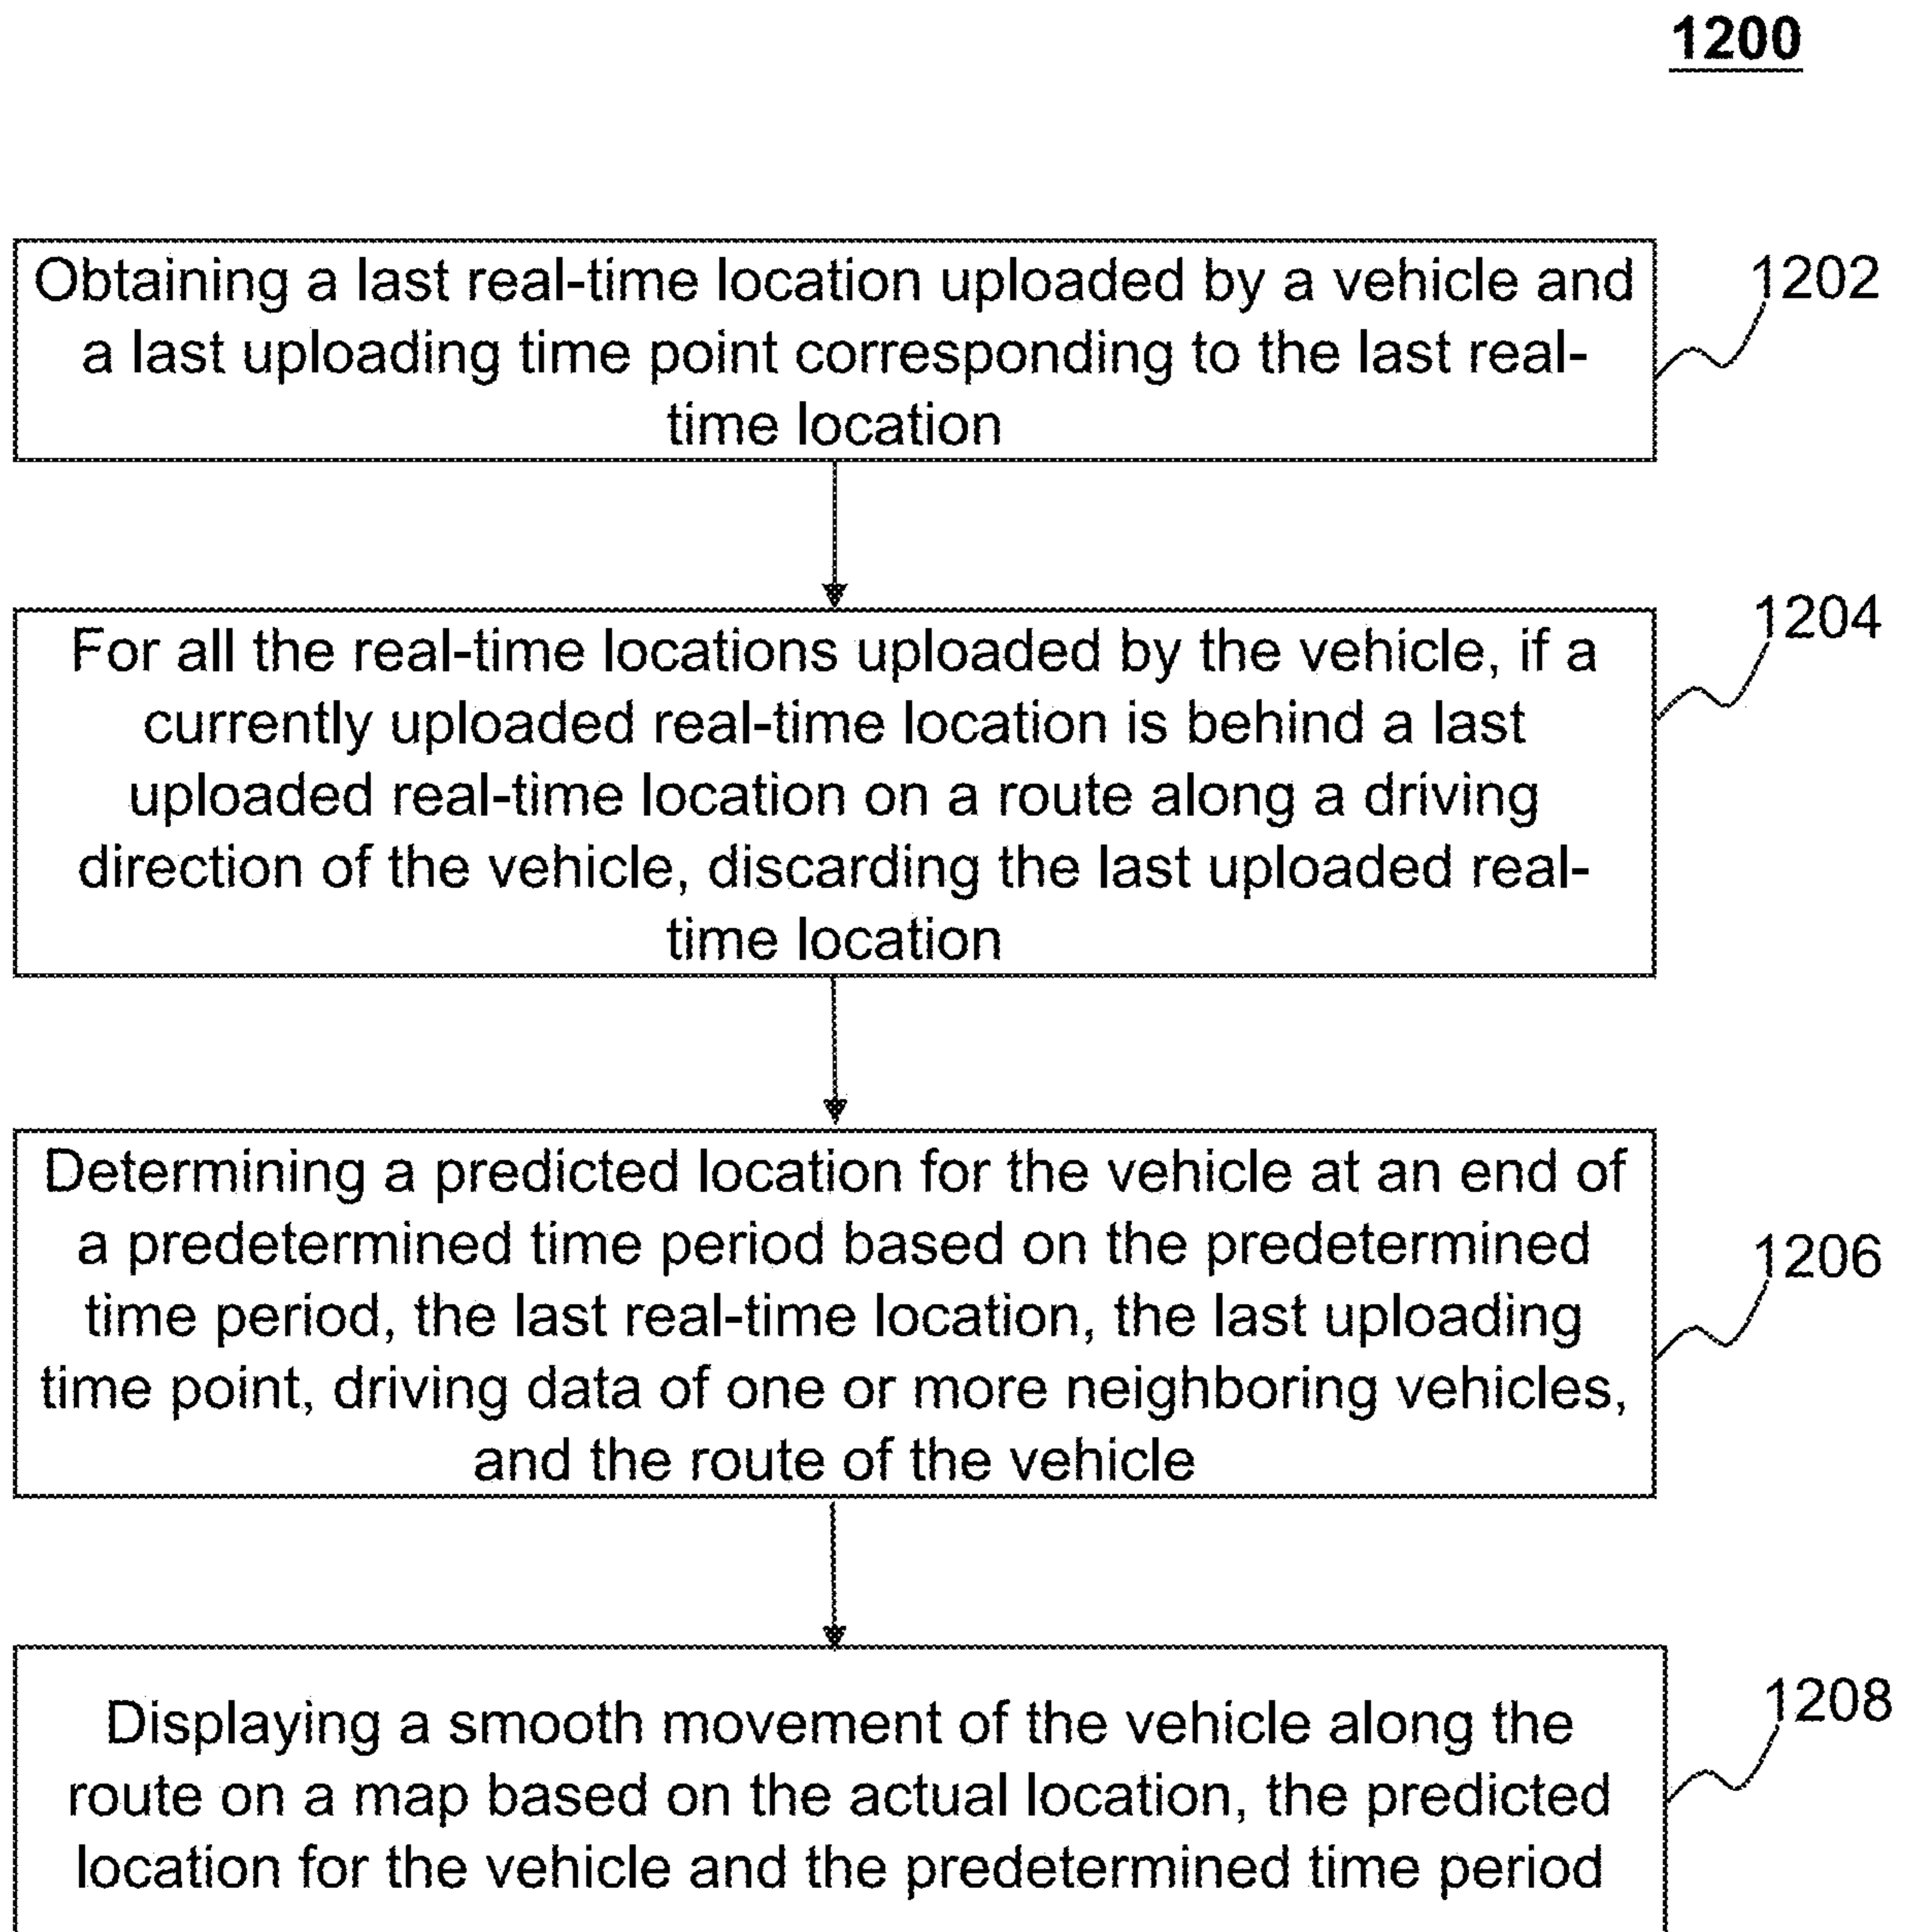 1200
Obtaining a last real-time location uploaded by a vehicle and
a last uploading time point corresponding to the last real-
time location
1202
For all the real-time locations uploaded by the vehicle, if a
currently uploaded real-time location is behind a last
uploaded real-time location on a route along a driving
direction of the vehicle, discarding the last uploaded real-
time location
1204
Determining a predicted location for the vehicle at an end of
a predetermined time period based on the predetermined
time period, the last real-time location, the last uploading
time point, driving data of one or more neighboring vehicles,
and the route of the vehicle
1206
Displaying a smooth movement of the vehicle along the
route on a map based on the actual location, the predicted
location for the vehicle and the predetermined time period
1208